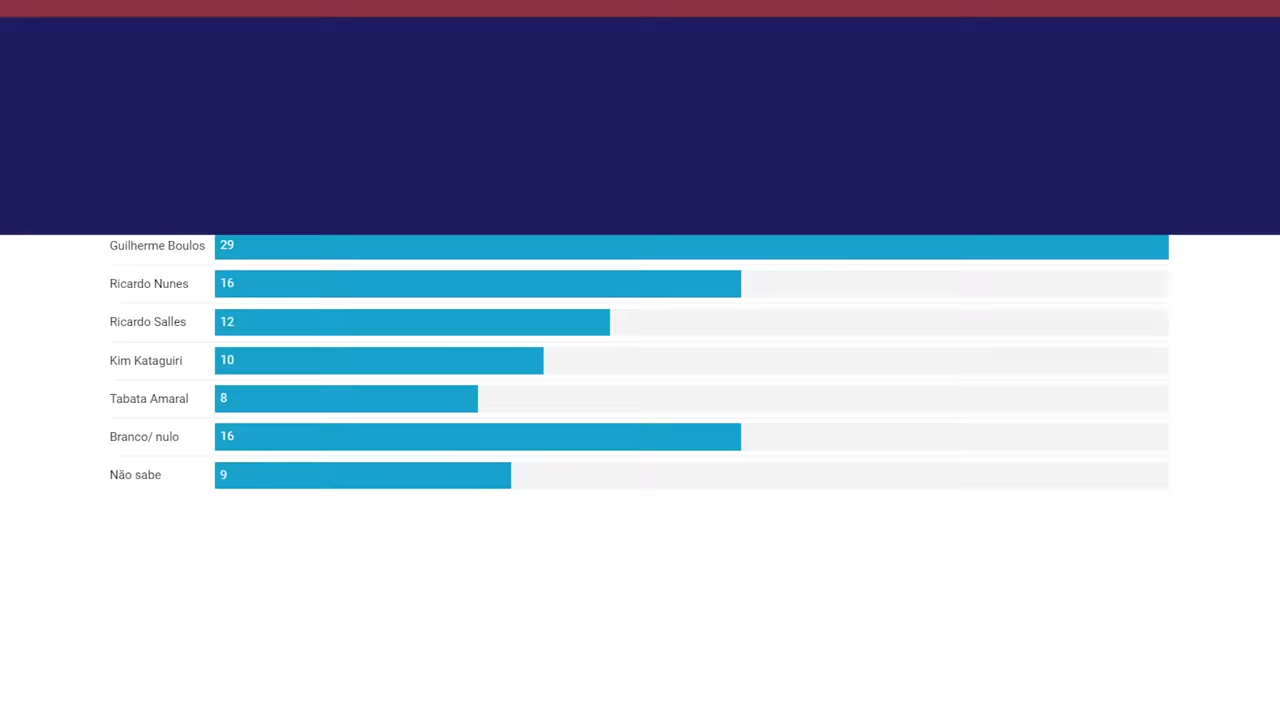 Guilherme Boulos 29
Ricardo Nunes 16
Ricardo Salles 12
Kim Kataguiri 10
Tabata Amaral 8
Branco/ nulo 16
Não sabe 9